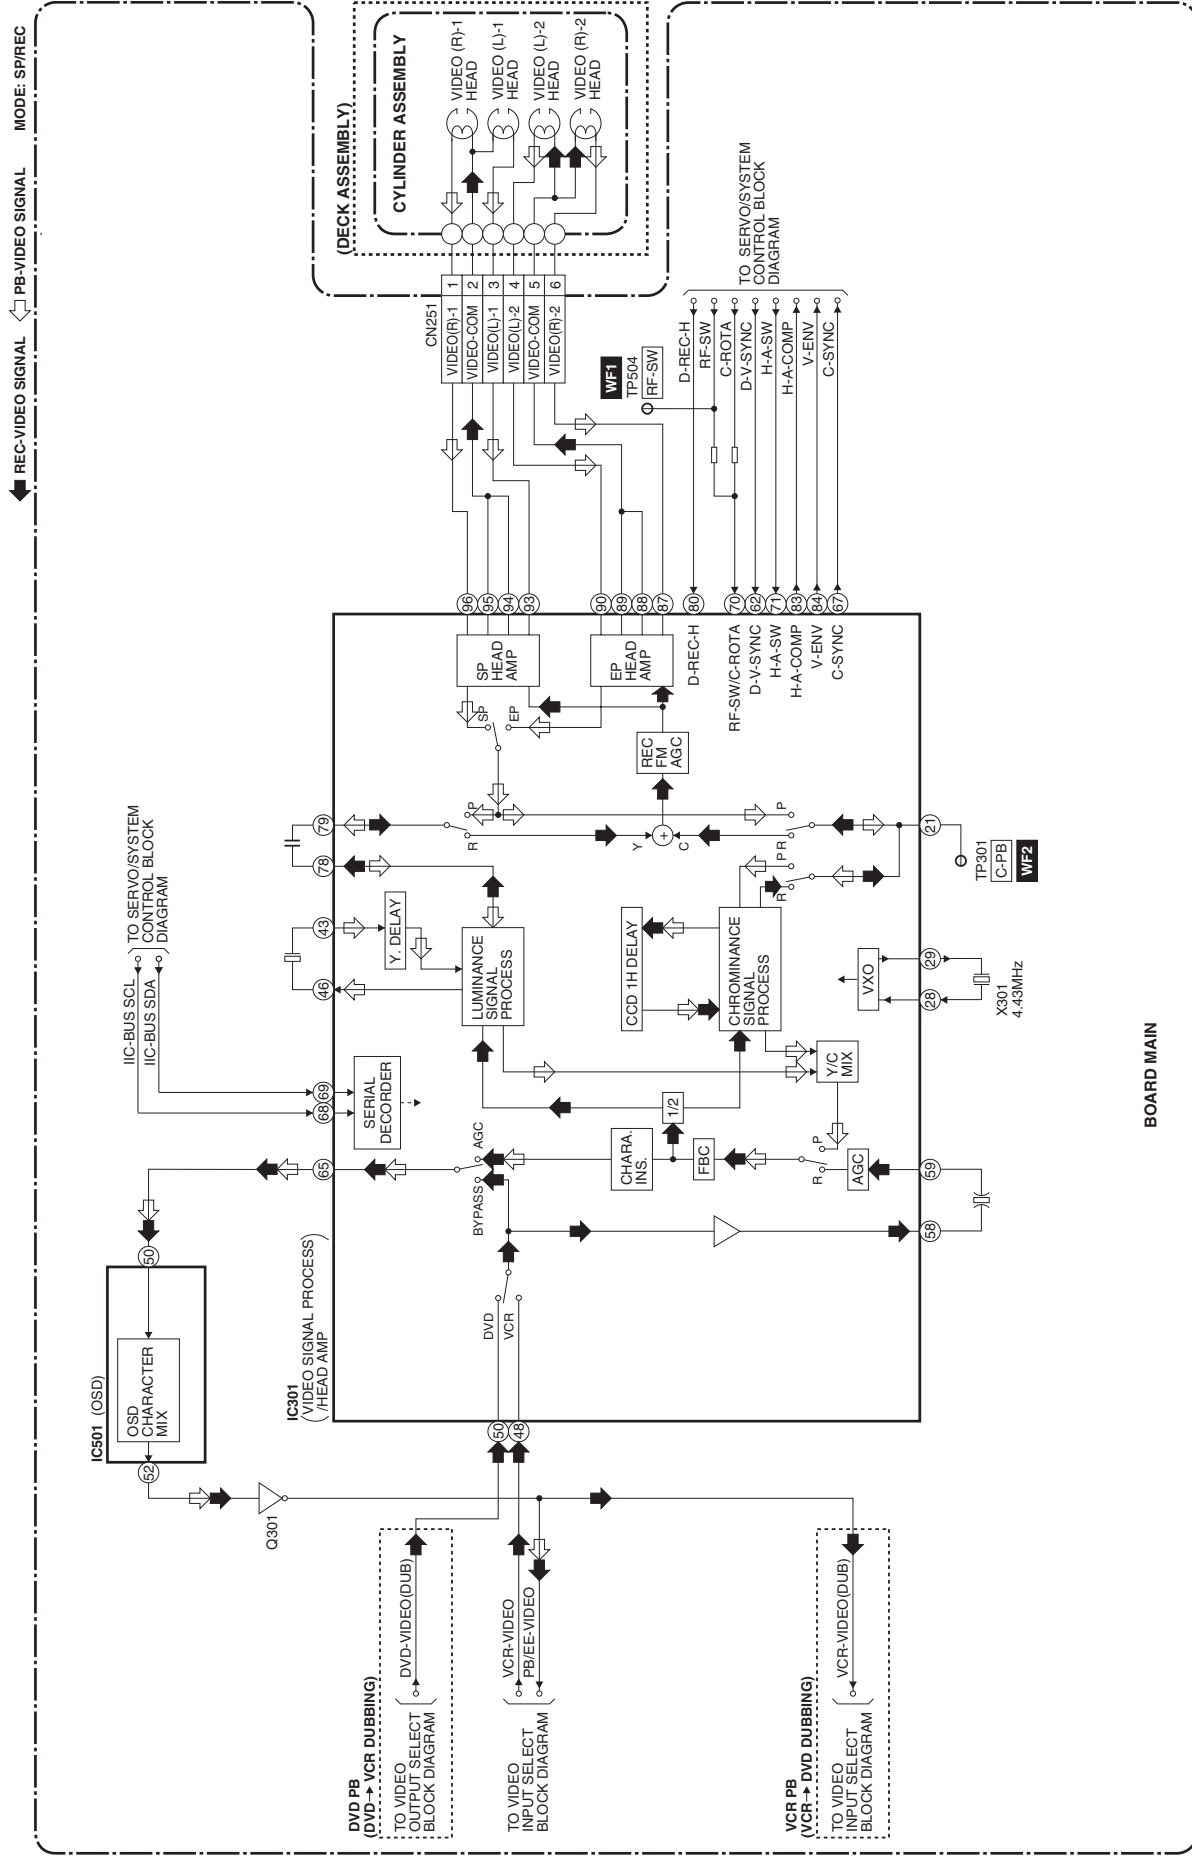 REC-VIDEO SIGNAL
PB-VIDEO SIGNAL
MODE: SP/REC
(DECK ASSEMBLY)
CYLINDER ASSEMBLY
VIDEO (R)-1
HEAD
VIDEO (L)-1
HEAD
VIDEO (L)-2
HEAD
VIDEO (R)-2
HEAD
CN251
VIDEO(R)-1 1
VIDEO-COM 2
VIDEO(L)-1 3
VIDEO(L)-2 4
VIDEO-COM 5
VIDEO(R)-2 6
WF1
TP504
RF-SW
D-REC-H
RF-SW
C-ROTA
D-V-SYNC
H-A-SW
H-A-COMP
V-ENV
C-SYNC
TO SERVO/SYSTEM
CONTROL BLOCK
DIAGRAM
96
95
94
93
90
89
88
87
80
70
62
71
83
84
67
SP
HEAD
AMP
EP
HEAD
AMP
D-REC-H
RF-SW/C-ROTA
D-V-SYNC
H-A-SW
H-A-COMP
V-ENV
C-SYNC
SP
EP
REC
FM
AGC
TO SERVO/SYSTEM
CONTROL BLOCK
DIAGRAM
IIC-BUS SCL
IIC-BUS SDA
79
78
43
46
69
68
65
P
R
Y
C
+
P
R
P
R
21
TP301
C-PB
WF2
Y. DELAY
LUMINANCE
SIGNAL
PROCESS
CCD 1H DELAY
CHROMINANCE
SIGNAL
PROCESS
VXO
29
28
X301
4.43MHz
SERIAL
DECORDER
Y/C
MIX
1/2
AGC
BYPASS
CHARA.
INS.
FBC
P
R
AGC
59
58
DVD
VCR
50
48
IC301
(VIDEO SIGNAL PROCESS/
/HEAD AMP)
IC501 (OSD)
50
OSD
CHARACTER
MIX
52
Q301
DVD PB
(DVD→VCR DUBBING)
DVD-VIDEO(DUB)
TO VIDEO
OUTPUT SELECT
BLOCK DIAGRAM
VCR-VIDEO
PB/EE-VIDEO
TO VIDEO
INPUT SELECT
BLOCK DIAGRAM
VCR PB
(VCR→DVD DUBBING)
VCR-VIDEO(DUB)
TO VIDEO
INPUT SELECT
BLOCK DIAGRAM
BOARD MAIN